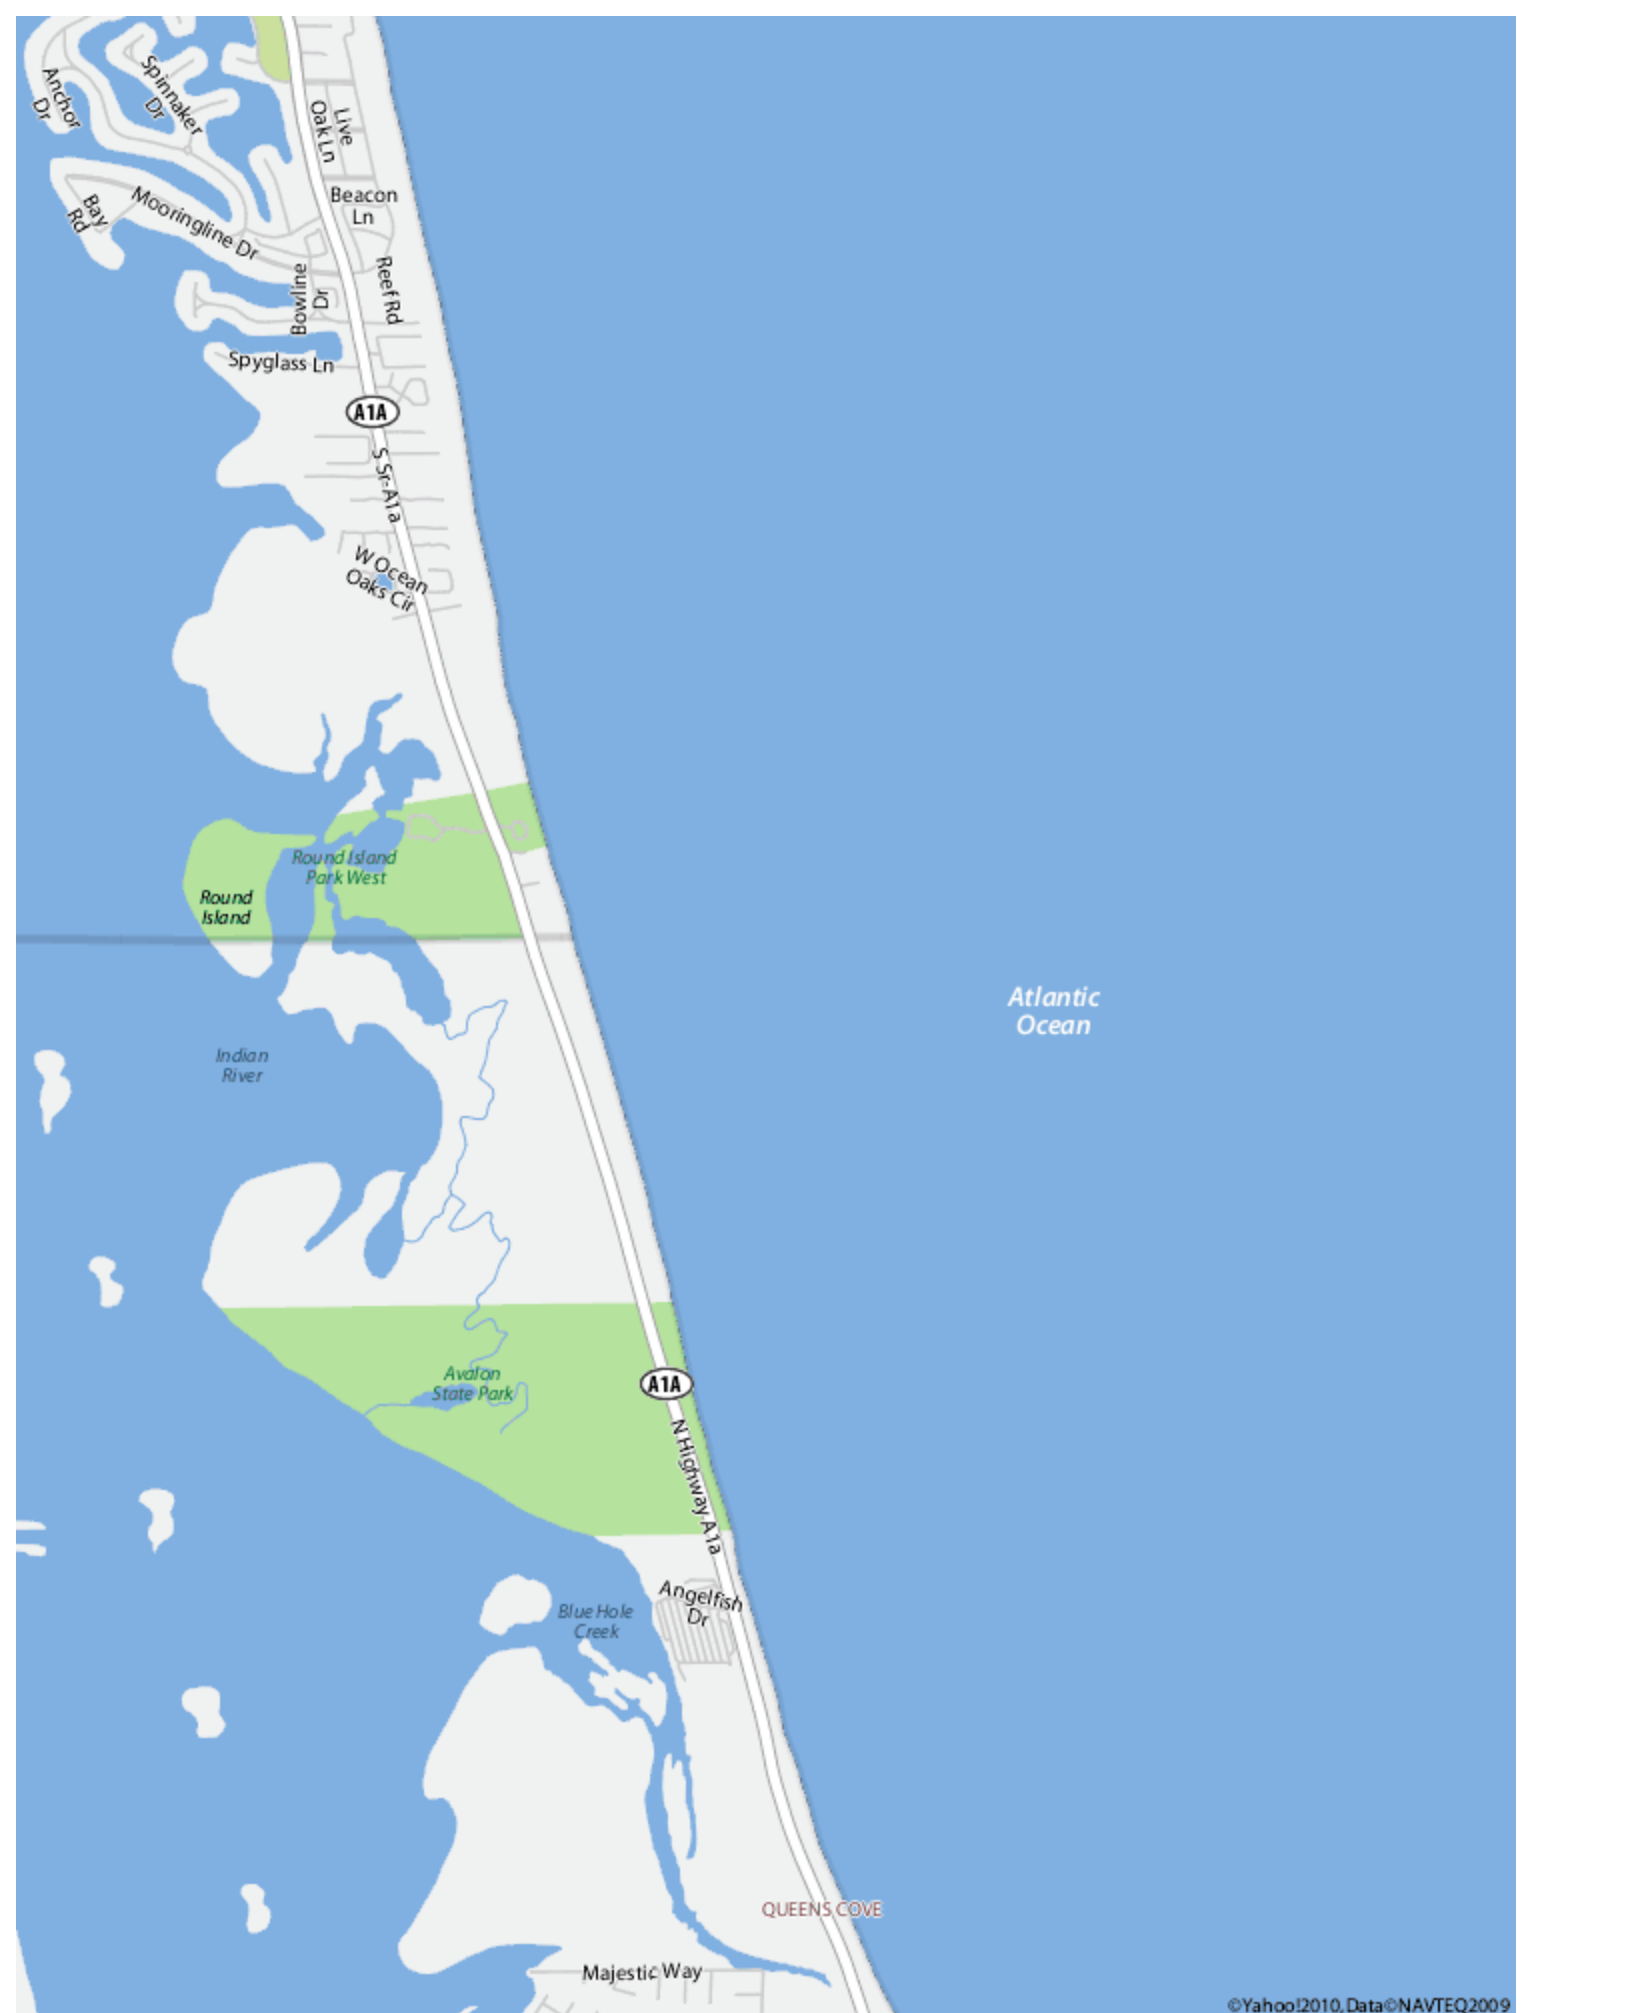 Anchor
Dr
Spinnaker
Dr
Live
Oak Ln
Beacon
Ln
Bay
Rd
Mooringline Dr
Reef Rd
Bowline
Dr
Spyglass Ln
A1A
S Sr-A1a
W Ocean
Oaks Cir
Round Island
Park West
Round
Island
Atlantic
Ocean
Indian
River
Avalon
State Park
A1A
N Highway A1a
Angelfish
Dr
Blue Hole
Creek
QUEENS COVE
Majestic Way
©Yahoo!2010, Data©NAVTEQ2009